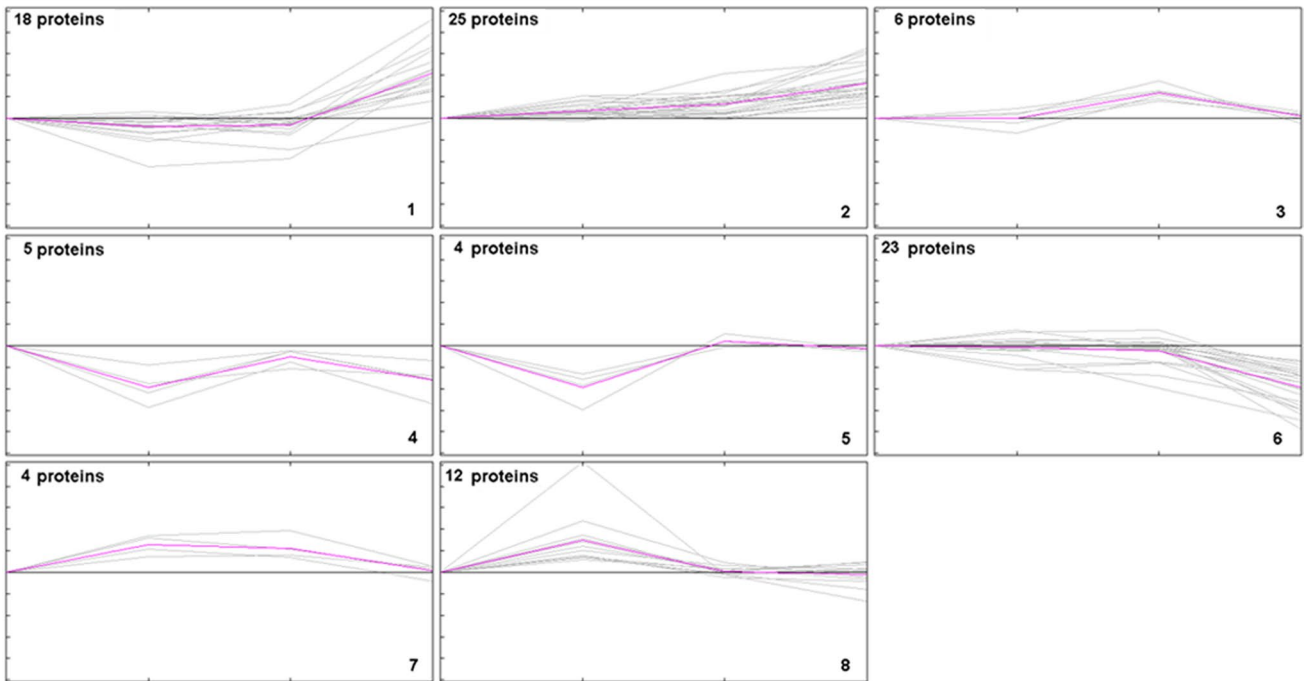 18 proteins
25 proteins
6 proteins
1
2
3
5 proteins
4 proteins
23 proteins
4
5
6
4 proteins
12 proteins
7
8